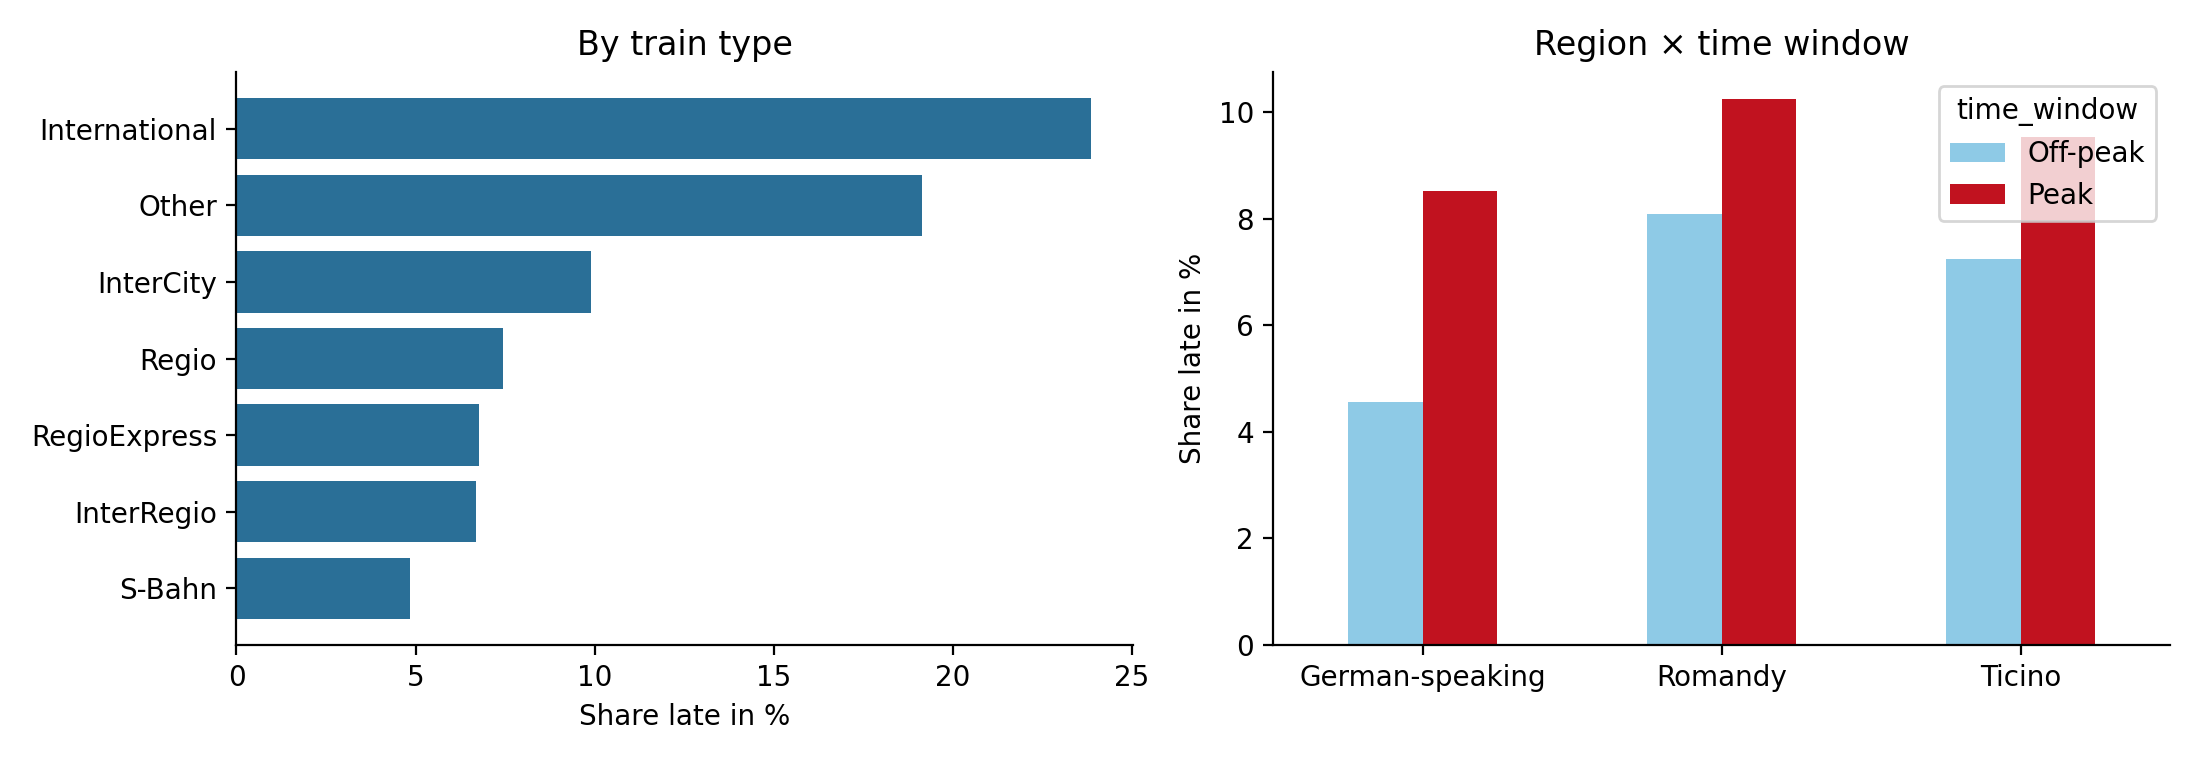 By train type
International
Other
InterCity
Regio
RegioExpress
InterRegio
S-Bahn
0 5 10 15 20 25
Share late in %
Region × time window
Share late in %
10
8
6
4
2
0
time_window
Off-peak
Peak
German-speaking Romandy Ticino